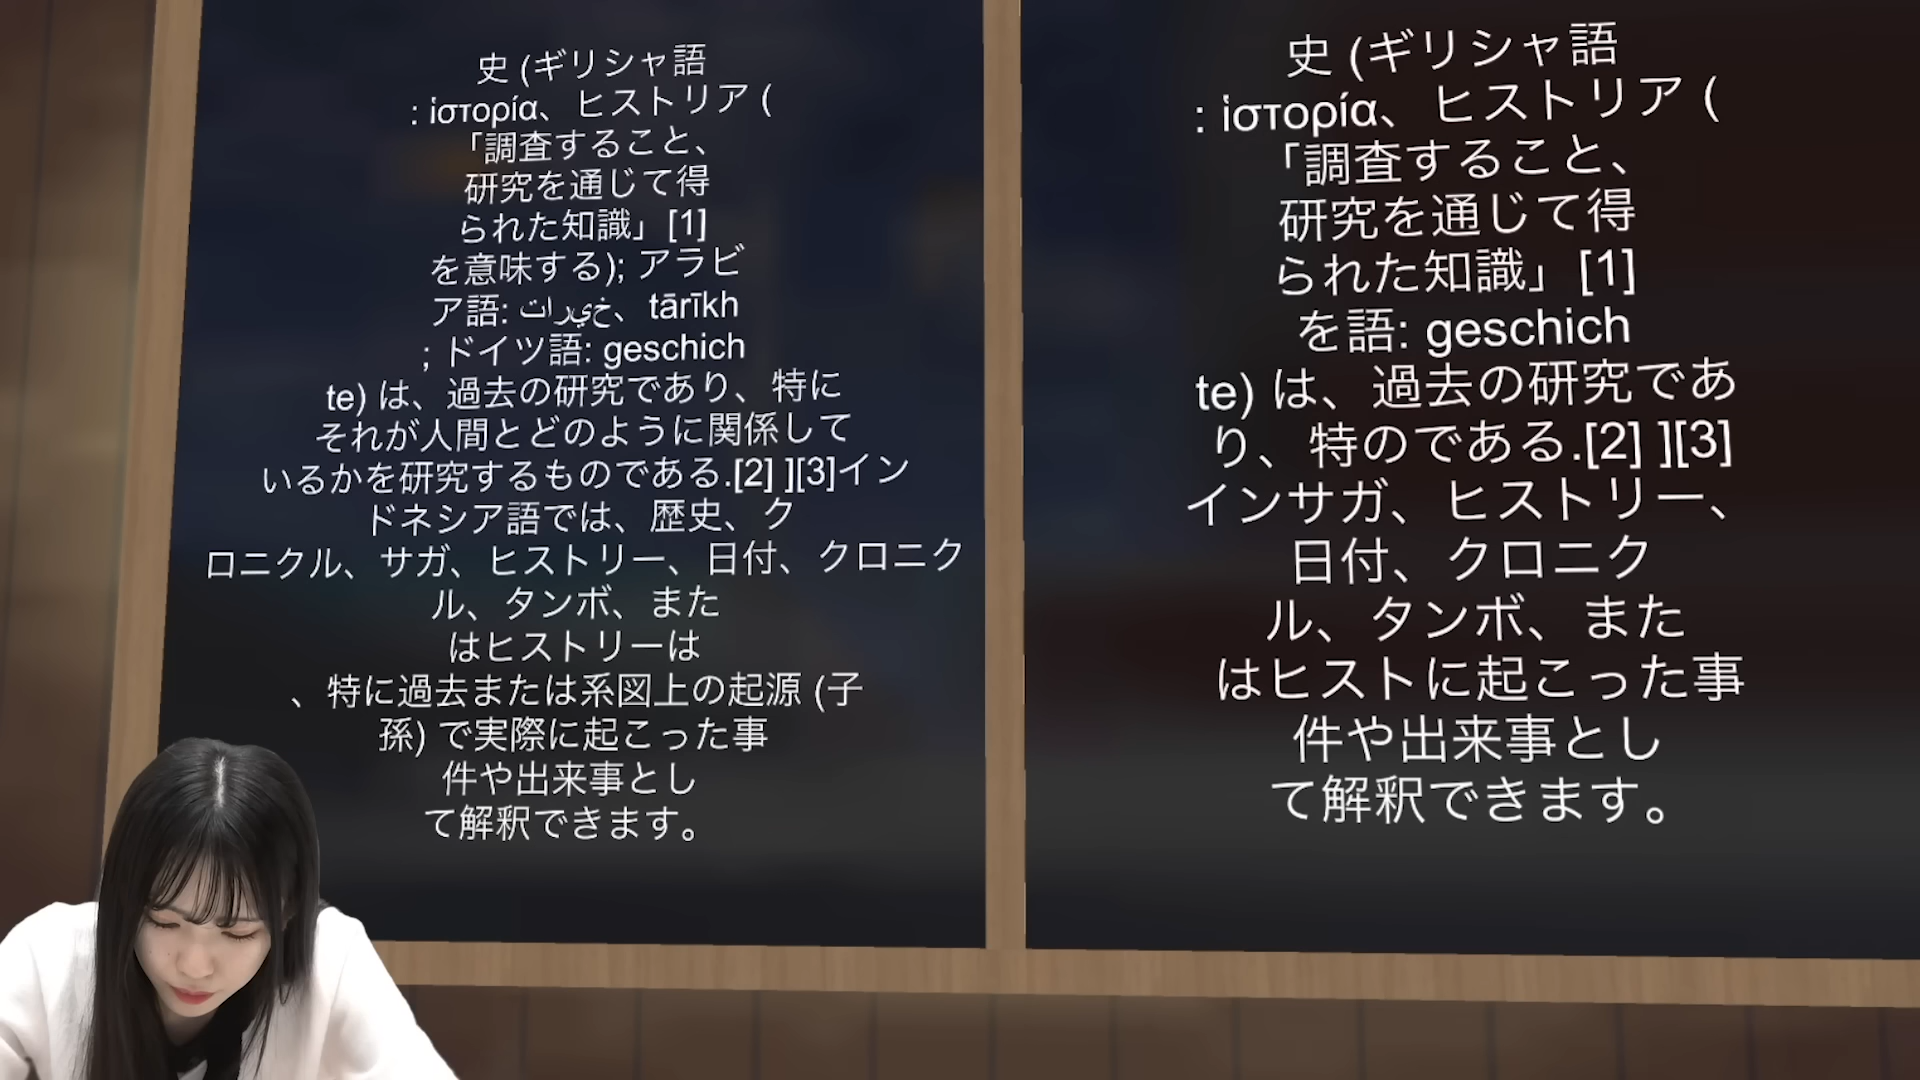 史 (ギリシャ語
: ἱστορία、ヒストリア (
「調査すること、
研究を通じて得
られた知識」[1]
を意味する); アラビ
ア語: تاريخ、tārīkh
; ドイツ語: geschich
te) は、過去の研究であり、特に
それが人間とどのように関係して
いるかを研究するものである.[2] ][3]イン
ドネシア語では、歴史、ク
ロニクル、サガ、ヒストリー、日付、クロニク
ル、タンボ、また
はヒストリーは
、特に過去または系図上の起源 (子
孫) で実際に起こった事
件や出来事とし
て解釈できます。
史 (ギリシャ語
: ἱστορία、ヒストリア (
「調査すること、
研究を通じて得
られた知識」[1]
を語: geschich
te) は、過去の研究であ
り、特のである.[2] ][3]
インサガ、ヒストリー、
日付、クロニク
ル、タンボ、また
はヒストに起こった事
件や出来事とし
て解釈できます。